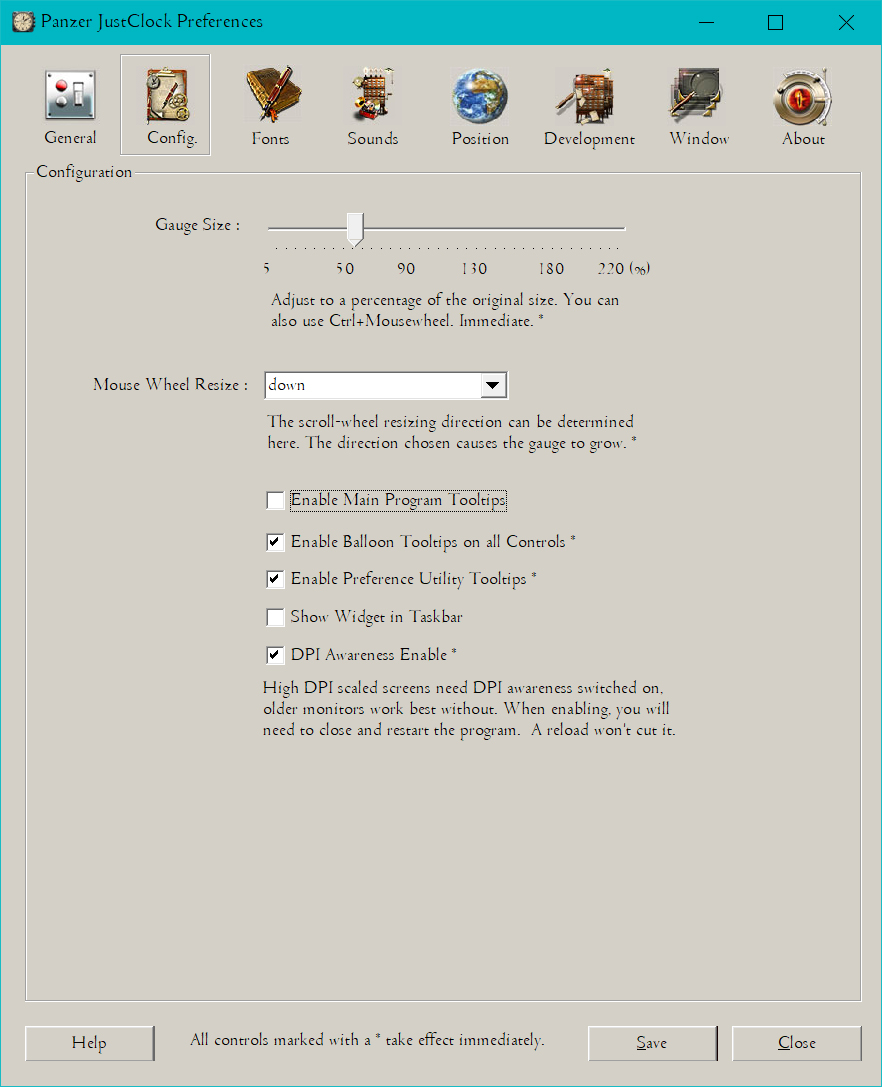 Panzer JustClock Preferences
General
Config.
Fonts
Sounds
Position
Development
Window
About
Configuration
Gauge Size :
5 50 90 130 180 220 (%)
Adjust to a percentage of the original size. You can
also use Ctrl+Mousewheel. Immediate. *
Mouse Wheel Resize : down
The scroll-wheel resizing direction can be determined
here. The direction chosen causes the gauge to grow. *
Enable Main Program Tooltips
Enable Balloon Tooltips on all Controls *
Enable Preference Utility Tooltips *
Show Widget in Taskbar
DPI Awareness Enable *
High DPI scaled screens need DPI awareness switched on,
older monitors work best without. When enabling, you will
need to close and restart the program. A reload won't cut it.
Help
All controls marked with a * take effect immediately.
Save
Close